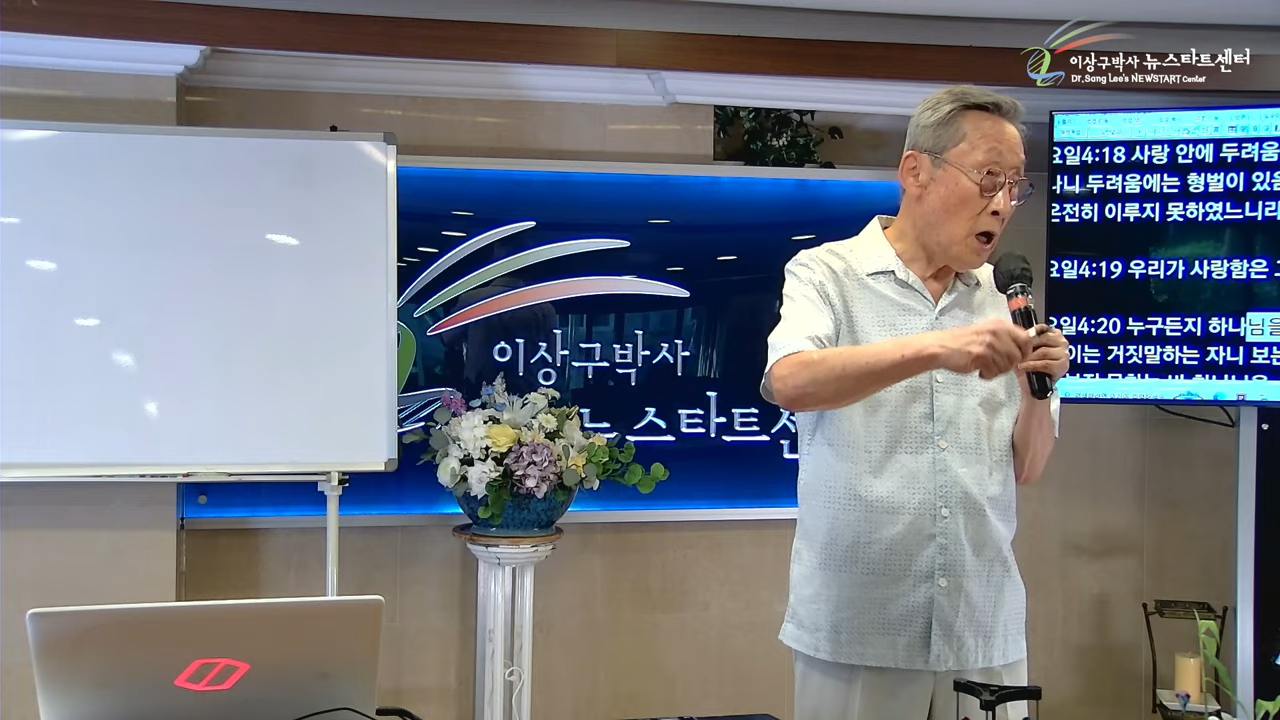 이상구박사 뉴스타트센터
Dr. Sang Lee's NEWSTART Center
요일4:18 사랑 안에 두려움
나니 두려움에는 형벌이 있음
온전히 이루지 못하였느니라
요일4:19 우리가 사랑함은
요일4:20 누구든지 하나님을
이는 거짓말하는 자니 보는
이상구박사
뉴스타트센